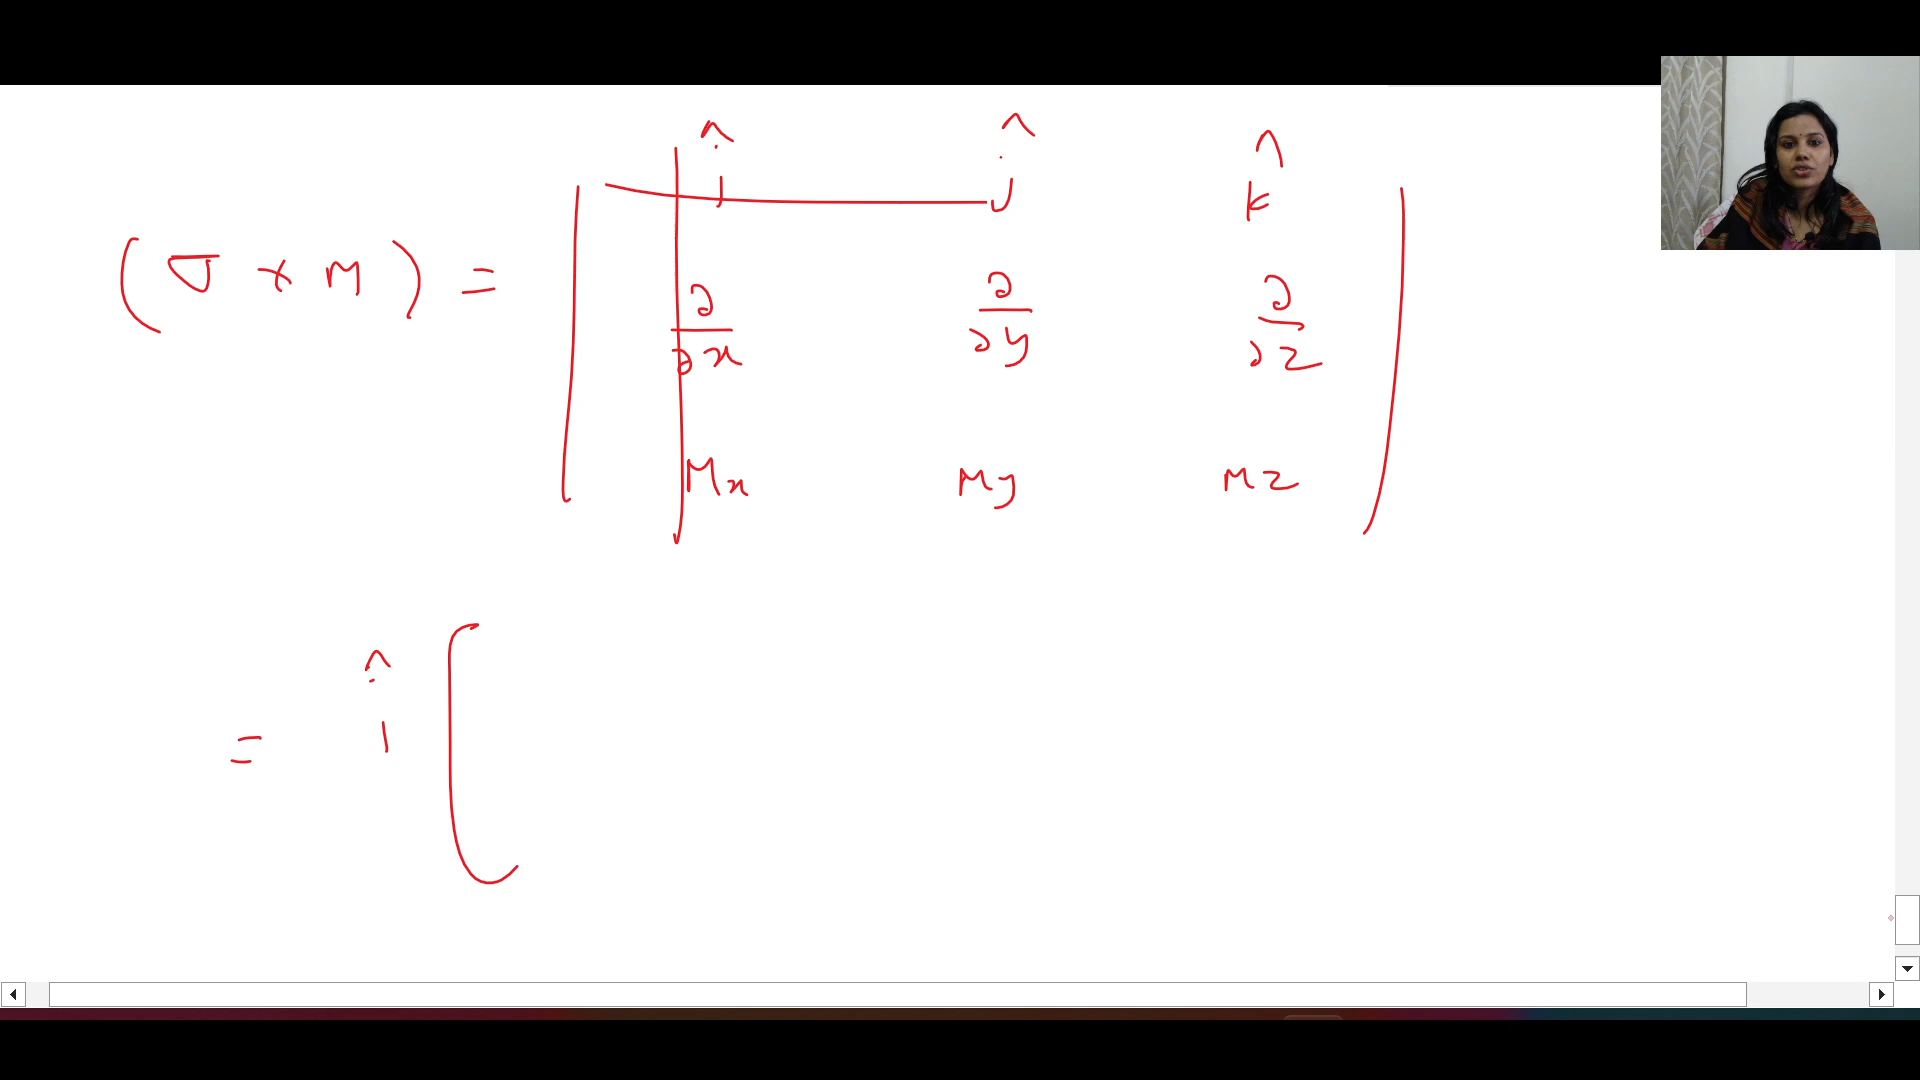 î ĵ k̂
(∇ × M) = ∂/∂x ∂/∂y ∂/∂z
Mx My Mz
= î [